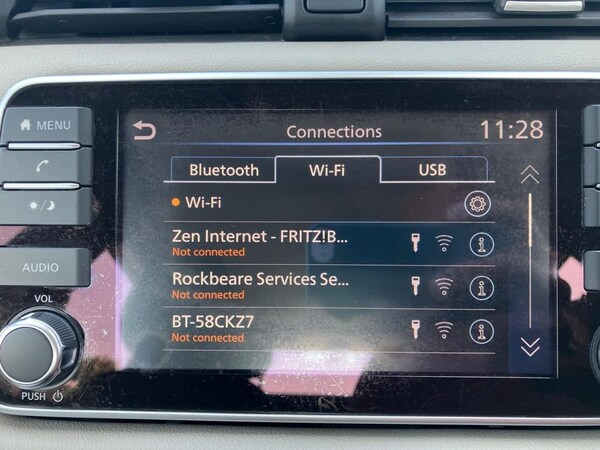 MENU
Connections
11:28
Bluetooth
Wi-Fi
USB
Wi-Fi
Zen Internet - FRITZ!B...
Not connected
Rockbeare Services Se...
Not connected
BT-58CKZ7
Not connected
AUDIO
VOL
PUSH